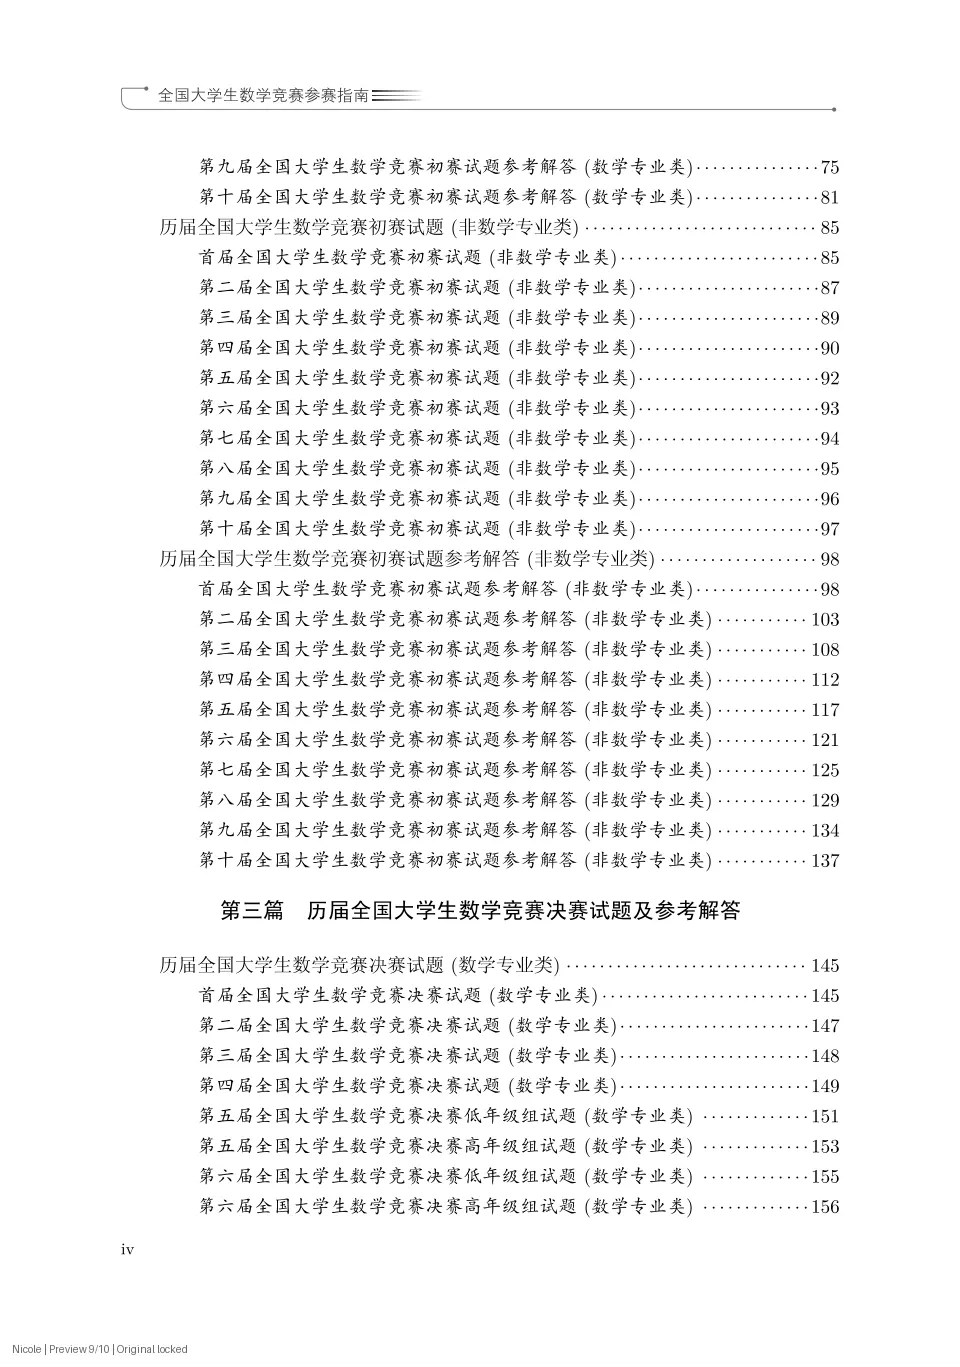 全国大学生数学竞赛参赛指南
第九届全国大学生数学竞赛初赛试题参考解答 (数学专业类)···············75
第十届全国大学生数学竞赛初赛试题参考解答 (数学专业类)···············81
历届全国大学生数学竞赛初赛试题 (非数学专业类) ···························· 85
首届全国大学生数学竞赛初赛试题 (非数学专业类)························85
第二届全国大学生数学竞赛初赛试题 (非数学专业类)······················87
第三届全国大学生数学竞赛初赛试题 (非数学专业类)······················89
第四届全国大学生数学竞赛初赛试题 (非数学专业类)······················90
第五届全国大学生数学竞赛初赛试题 (非数学专业类)······················92
第六届全国大学生数学竞赛初赛试题 (非数学专业类)······················93
第七届全国大学生数学竞赛初赛试题 (非数学专业类)······················94
第八届全国大学生数学竞赛初赛试题 (非数学专业类)······················95
第九届全国大学生数学竞赛初赛试题 (非数学专业类)······················96
第十届全国大学生数学竞赛初赛试题 (非数学专业类)······················97
历届全国大学生数学竞赛初赛试题参考解答 (非数学专业类) ··················· 98
首届全国大学生数学竞赛初赛试题参考解答 (非数学专业类)···············98
第二届全国大学生数学竞赛初赛试题参考解答 (非数学专业类) ··········· 103
第三届全国大学生数学竞赛初赛试题参考解答 (非数学专业类) ··········· 108
第四届全国大学生数学竞赛初赛试题参考解答 (非数学专业类) ··········· 112
第五届全国大学生数学竞赛初赛试题参考解答 (非数学专业类) ··········· 117
第六届全国大学生数学竞赛初赛试题参考解答 (非数学专业类) ··········· 121
第七届全国大学生数学竞赛初赛试题参考解答 (非数学专业类) ··········· 125
第八届全国大学生数学竞赛初赛试题参考解答 (非数学专业类) ··········· 129
第九届全国大学生数学竞赛初赛试题参考解答 (非数学专业类) ··········· 134
第十届全国大学生数学竞赛初赛试题参考解答 (非数学专业类) ··········· 137
第三篇 历届全国大学生数学竞赛决赛试题及参考解答
历届全国大学生数学竞赛决赛试题 (数学专业类) ····························· 145
首届全国大学生数学竞赛决赛试题 (数学专业类)·························145
第二届全国大学生数学竞赛决赛试题 (数学专业类)·······················147
第三届全国大学生数学竞赛决赛试题 (数学专业类)·······················148
第四届全国大学生数学竞赛决赛试题 (数学专业类)·······················149
第五届全国大学生数学竞赛决赛低年级组试题 (数学专业类) ·············151
第五届全国大学生数学竞赛决赛高年级组试题 (数学专业类) ·············153
第六届全国大学生数学竞赛决赛低年级组试题 (数学专业类) ·············155
第六届全国大学生数学竞赛决赛高年级组试题 (数学专业类) ·············156
iv
Nicole | Preview 9/10 | Original locked